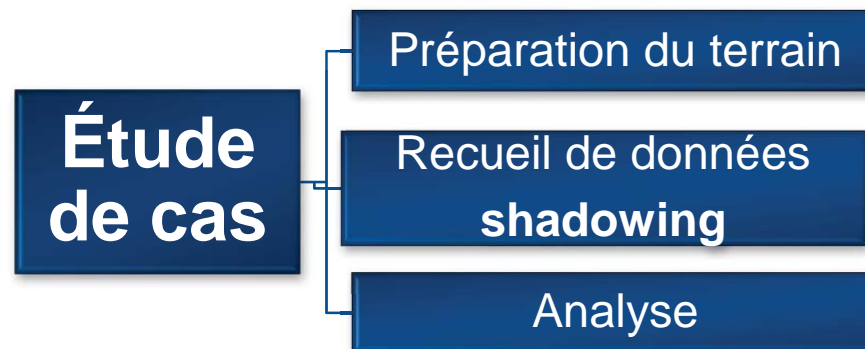 Étude
de cas
Préparation du terrain
Recueil de données
shadowing
Analyse